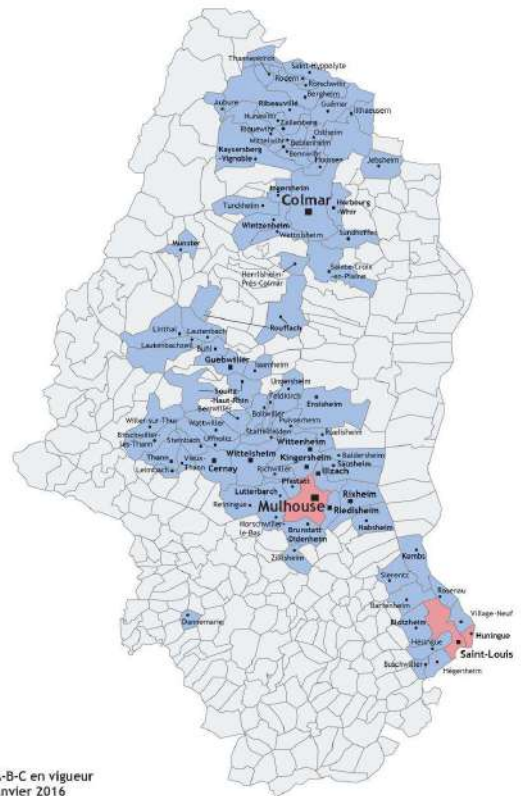 Thannenkirch
Saint-Hyppolyte
Rodern
Rorschwihr
Bergheim
Aubure
Ribeauvillé
Guémar
Illhaeusern
Hunawihr
Zellenberg
Riquewihr
Ostheim
Mittelwihr
Beblenheim
Kaysersberg
-Vignoble
Bennwihr
Houssen
Jebsheim
Ingersheim
Colmar
Horbourg
-Wihr
Turckheim
Wintzenheim
Wettolsheim
Sundhoffen
Munster
Herrlisheim-
Près-Colmar
Sainte-Croix
-en-Plaine
Rouffach
Linthal
Lautenbach
Lautenbachzell
Buhl
Guebwiller
Issenheim
Soultz
-Haut-Rhin
Ungersheim
Feldkirch
Berrwiller
Bollwiller
Ensisheim
Pulversheim
Willer-sur-Thur
Wattwiller
Staffelfelden
Ruelisheim
Bitschwiller
-lès-Thann
Steinbach
Uffholtz
Wittenheim
Thann
Vieux-
Thann
Cernay
Wittelsheim
Kingersheim
Baldersheim
Sausheim
Leimbach
Richwiller
Illzach
Pfastatt
Lutterbach
Rixheim
Reiningue
Mulhouse
Riedisheim
Morschwiller
-le-Bas
Brunstatt
Didenheim
Habsheim
Zillisheim
Kembs
Sierentz
Rosenau
Dannemarie
Bartenheim
Village-Neuf
Blotzheim
Huningue
Hésingue
Saint-Louis
Buschwiller
Hégenheim
A-B-C en vigueur
anvier 2016